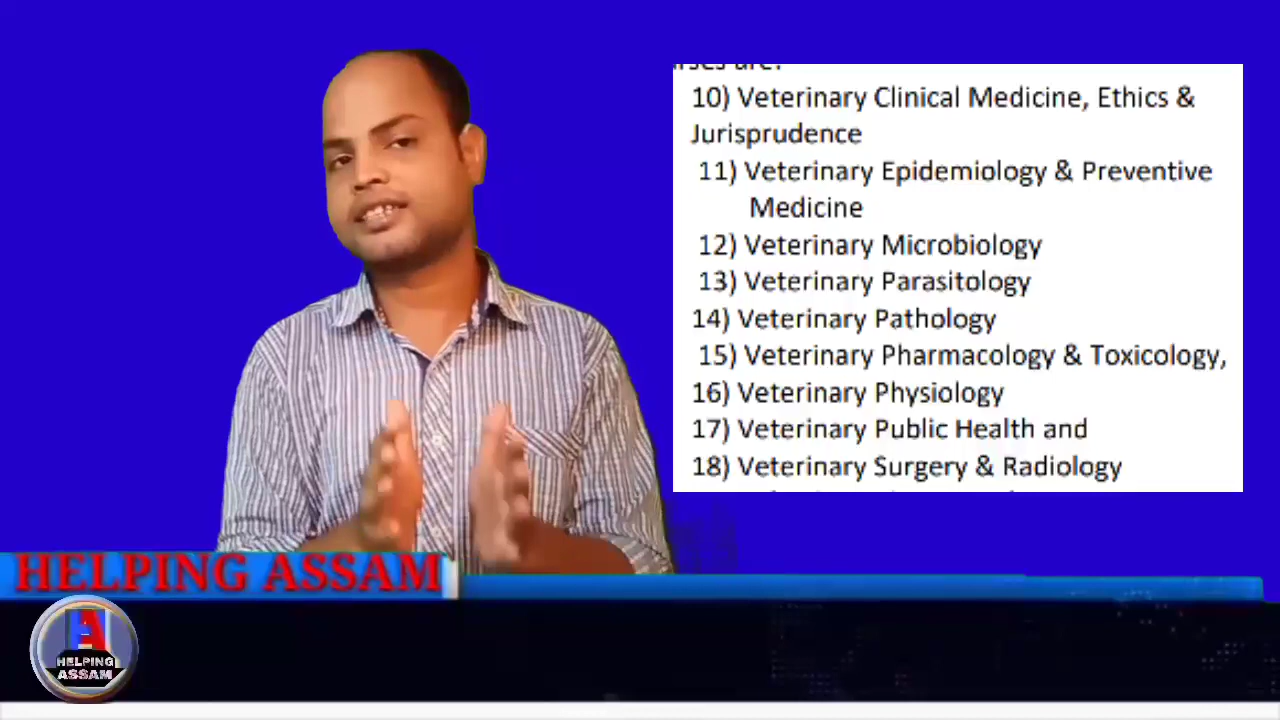 10) Veterinary Clinical Medicine, Ethics &
Jurisprudence
11) Veterinary Epidemiology & Preventive
Medicine
12) Veterinary Microbiology
13) Veterinary Parasitology
14) Veterinary Pathology
15) Veterinary Pharmacology & Toxicology,
16) Veterinary Physiology
17) Veterinary Public Health and
18) Veterinary Surgery & Radiology
HELPING ASSAM
HELPING
ASSAM